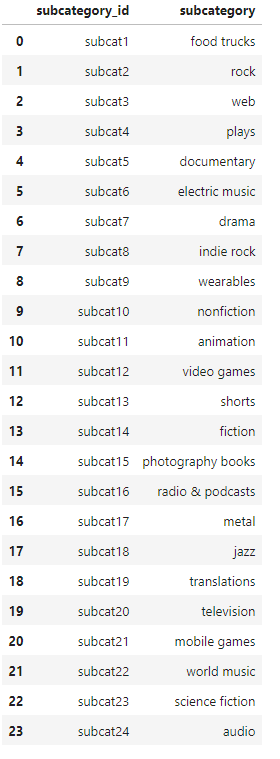 subcategory_id subcategory
0 subcat1 food trucks
1 subcat2 rock
2 subcat3 web
3 subcat4 plays
4 subcat5 documentary
5 subcat6 electric music
6 subcat7 drama
7 subcat8 indie rock
8 subcat9 wearables
9 subcat10 nonfiction
10 subcat11 animation
11 subcat12 video games
12 subcat13 shorts
13 subcat14 fiction
14 subcat15 photography books
15 subcat16 radio & podcasts
16 subcat17 metal
17 subcat18 jazz
18 subcat19 translations
19 subcat20 television
20 subcat21 mobile games
21 subcat22 world music
22 subcat23 science fiction
23 subcat24 audio